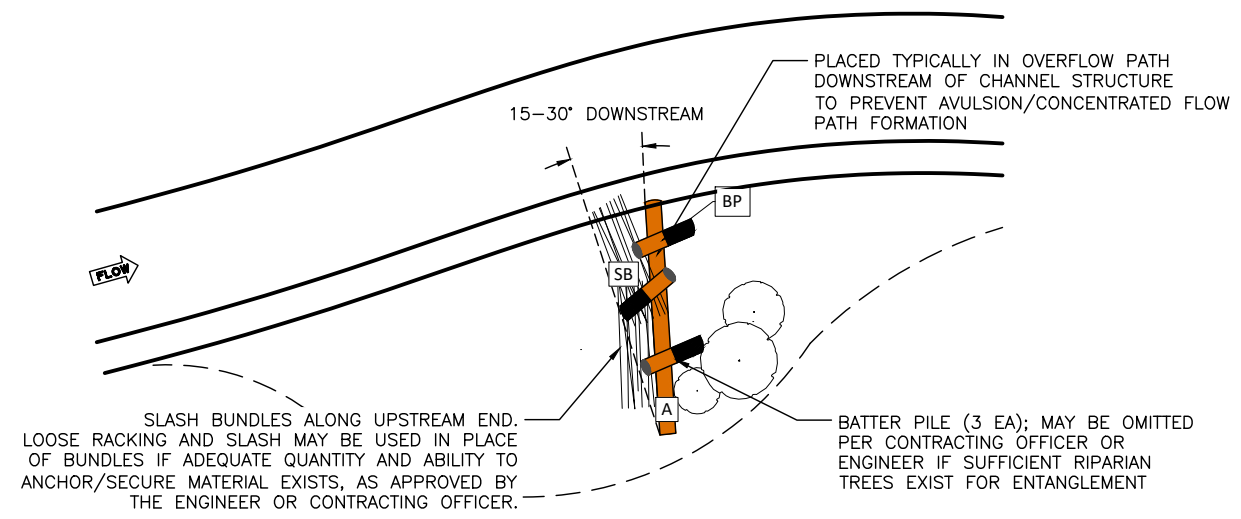 PLACED TYPICALLY IN OVERFLOW PATH
DOWNSTREAM OF CHANNEL STRUCTURE
TO PREVENT AVULSION/CONCENTRATED FLOW
PATH FORMATION
15-30° DOWNSTREAM
BP
FLOW
SB
A
SLASH BUNDLES ALONG UPSTREAM END.
LOOSE RACKING AND SLASH MAY BE USED IN PLACE
OF BUNDLES IF ADEQUATE QUANTITY AND ABILITY TO
ANCHOR/SECURE MATERIAL EXISTS, AS APPROVED BY
THE ENGINEER OR CONTRACTING OFFICER.
BATTER PILE (3 EA); MAY BE OMITTED
PER CONTRACTING OFFICER OR
ENGINEER IF SUFFICIENT RIPARIAN
TREES EXIST FOR ENTANGLEMENT